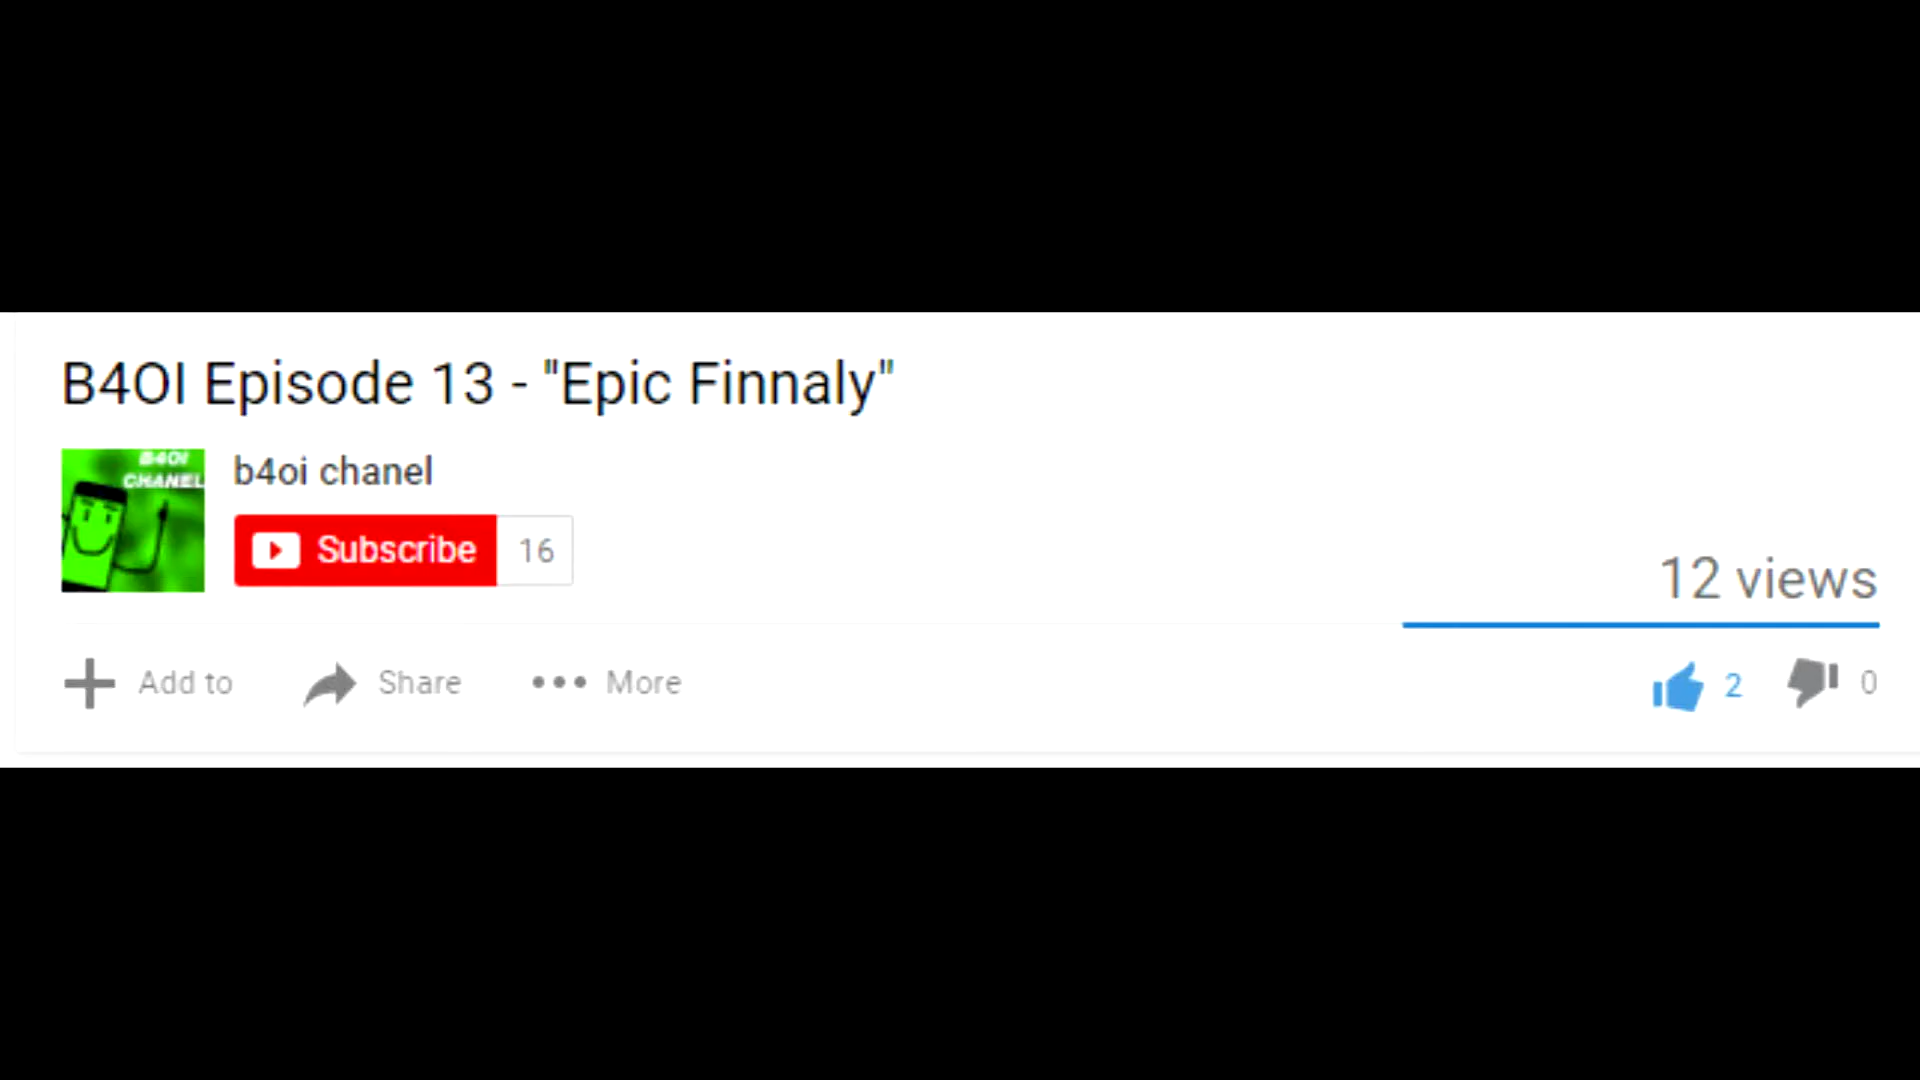 B4OI Episode 13 - "Epic Finnaly"
B4OI
CHANEL
b4oi chanel
Subscribe 16
12 views
Add to Share More 2 0